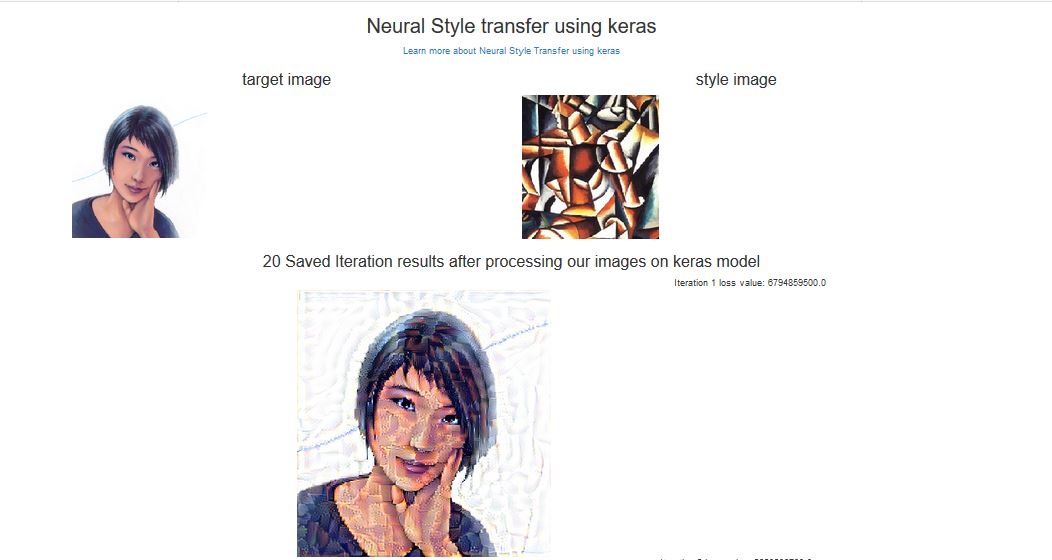 Neural Style transfer using keras
Learn more about Neural Style Transfer using keras
target image
style image
20 Saved Iteration results after processing our images on keras model
Iteration 1 loss value: 6794859500.0